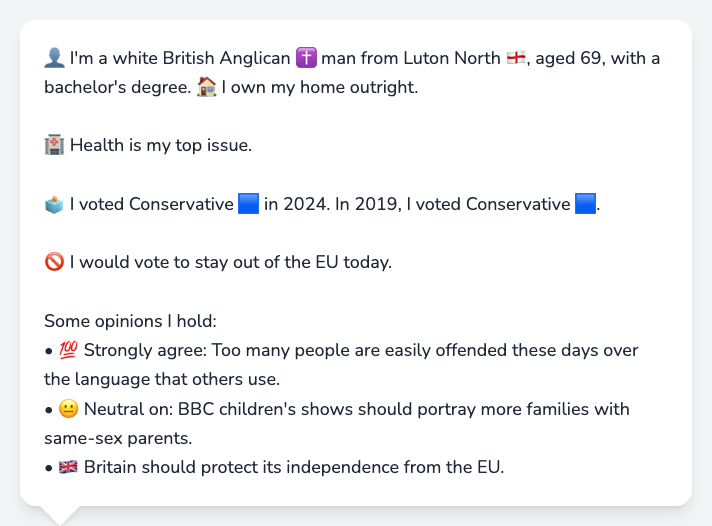 👤 I'm a white British Anglican ✝️ man from Luton North 🏴󠁧󠁢󠁥󠁮󠁧󠁿, aged 69, with a
bachelor's degree. 🏠 I own my home outright.
🏥 Health is my top issue.
🗳️ I voted Conservative 🟦 in 2024. In 2019, I voted Conservative 🟦.
🚫 I would vote to stay out of the EU today.
Some opinions I hold:
• 💯 Strongly agree: Too many people are easily offended these days over
the language that others use.
• 😐 Neutral on: BBC children's shows should portray more families with
same-sex parents.
• 🇬🇧 Britain should protect its independence from the EU.